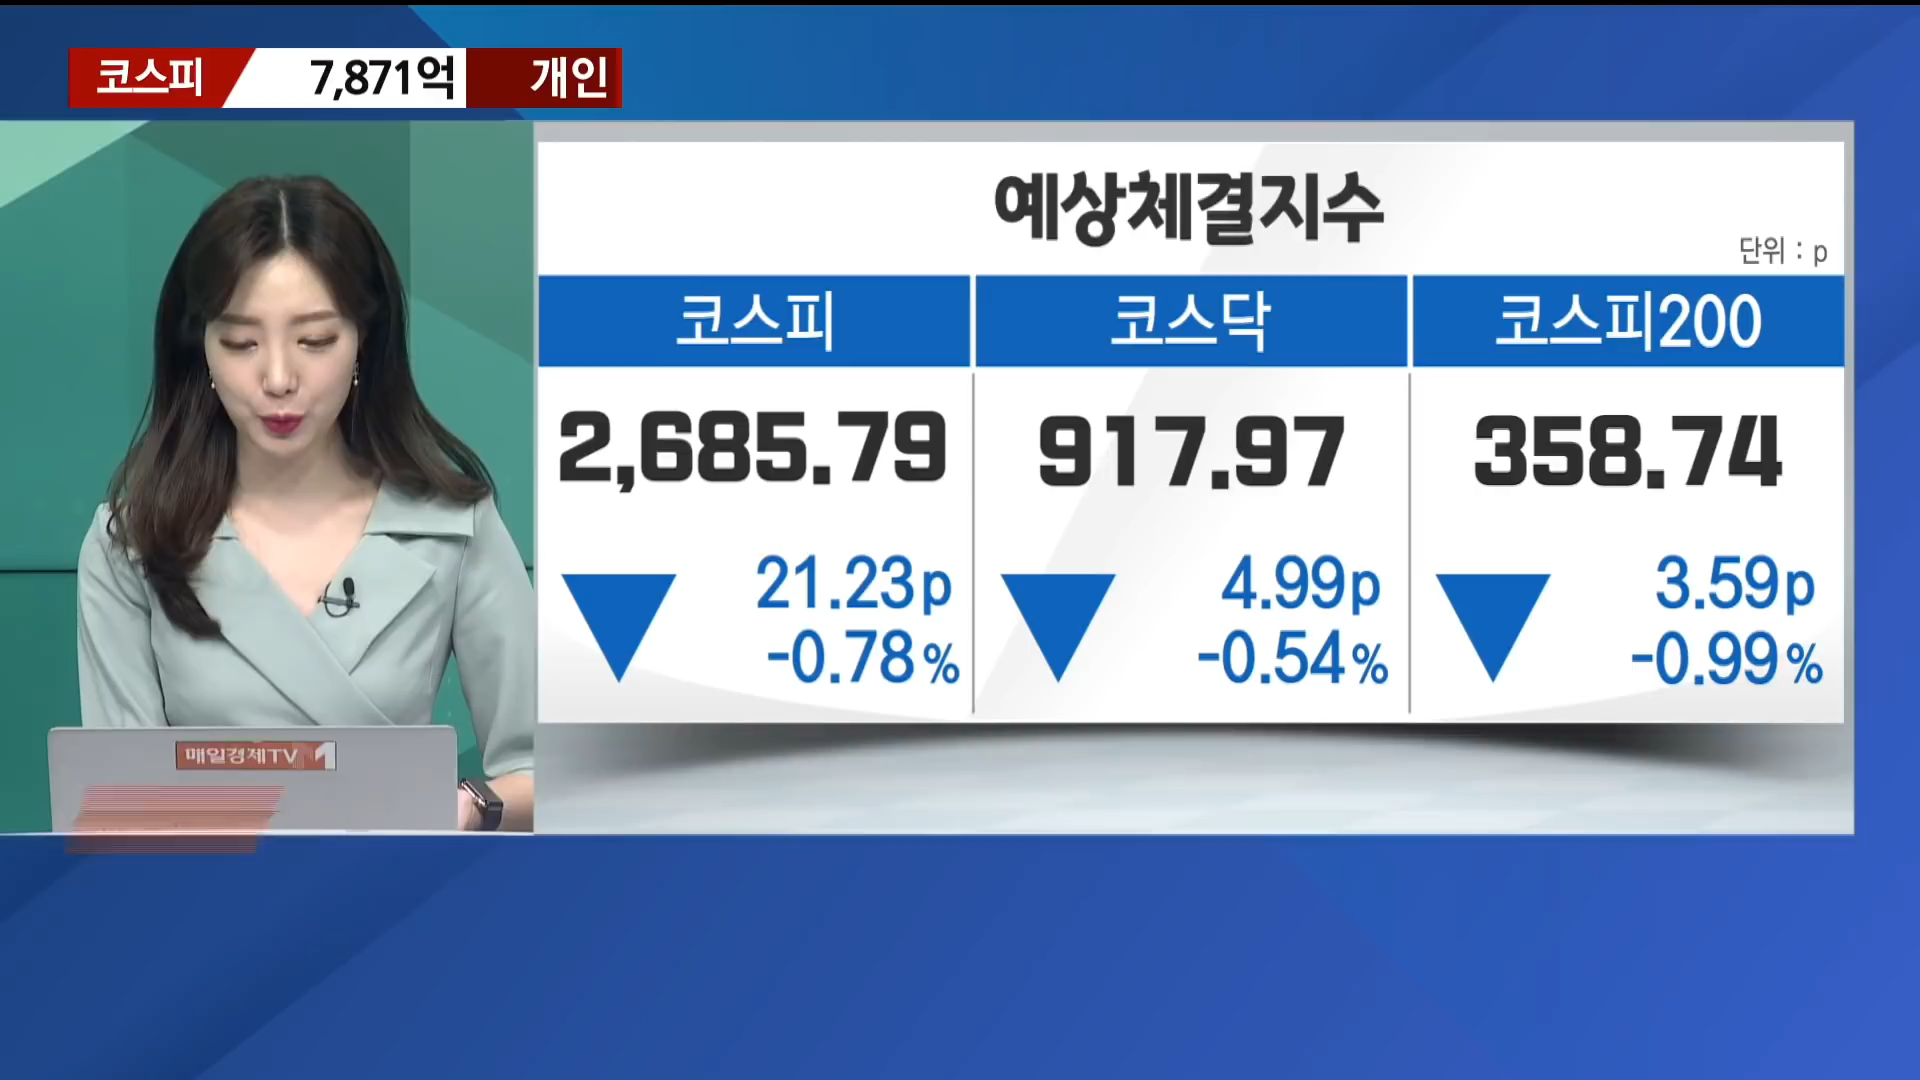 코스피 7,871억 개인
예상체결지수
단위 : p
코스피 코스닥 코스피200
2,685.79 917.97 358.74
▼ 21.23p ▼ 4.99p ▼ 3.59p
-0.78% -0.54% -0.99%
매일경제TV